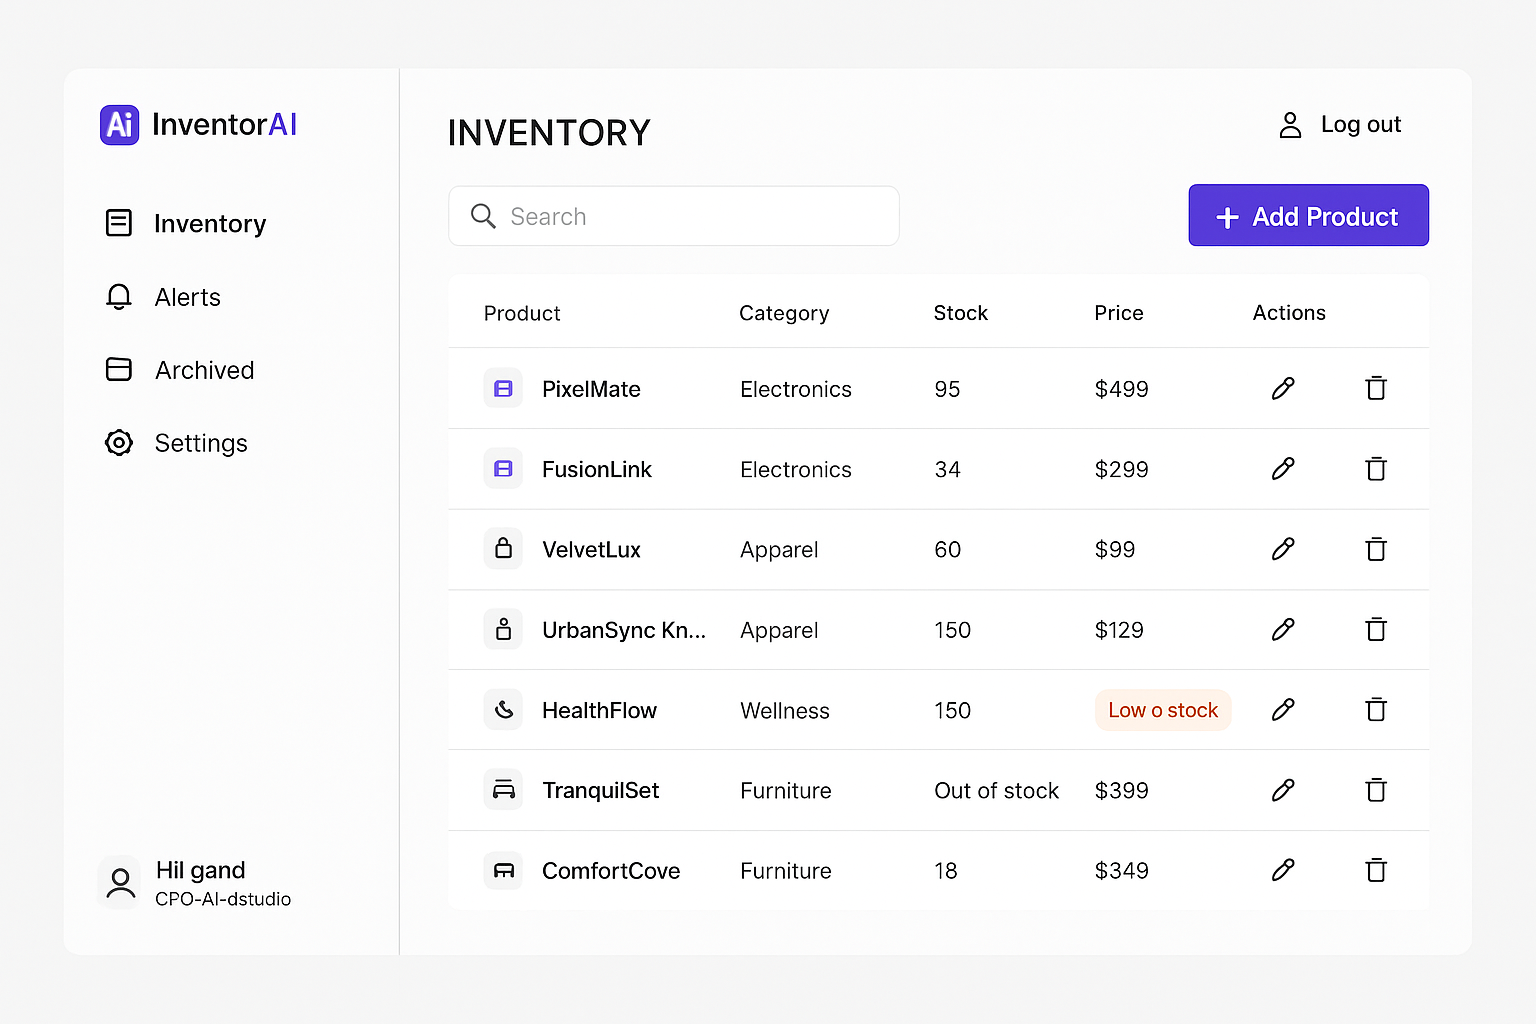 Ai InventorAI
Inventory
Alerts
Archived
Settings
Hil gand
CPO-AI-dstudio
INVENTORY
Log out
Search
+ Add Product
Product Category Stock Price Actions
PixelMate Electronics 95 $499
FusionLink Electronics 34 $299
VelvetLux Apparel 60 $99
UrbanSync Kn... Apparel 150 $129
HealthFlow Wellness 150 Low o stock
TranquilSet Furniture Out of stock $399
ComfortCove Furniture 18 $349